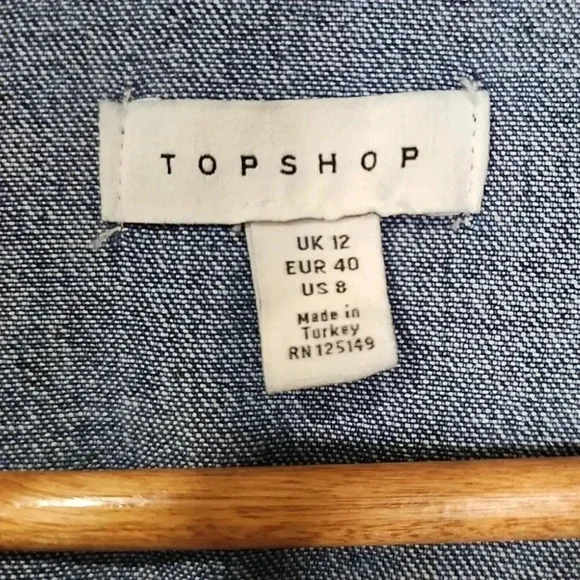 TOPSHOP
UK 12
EUR 40
US 8
Made in
Turkey
RN 125149